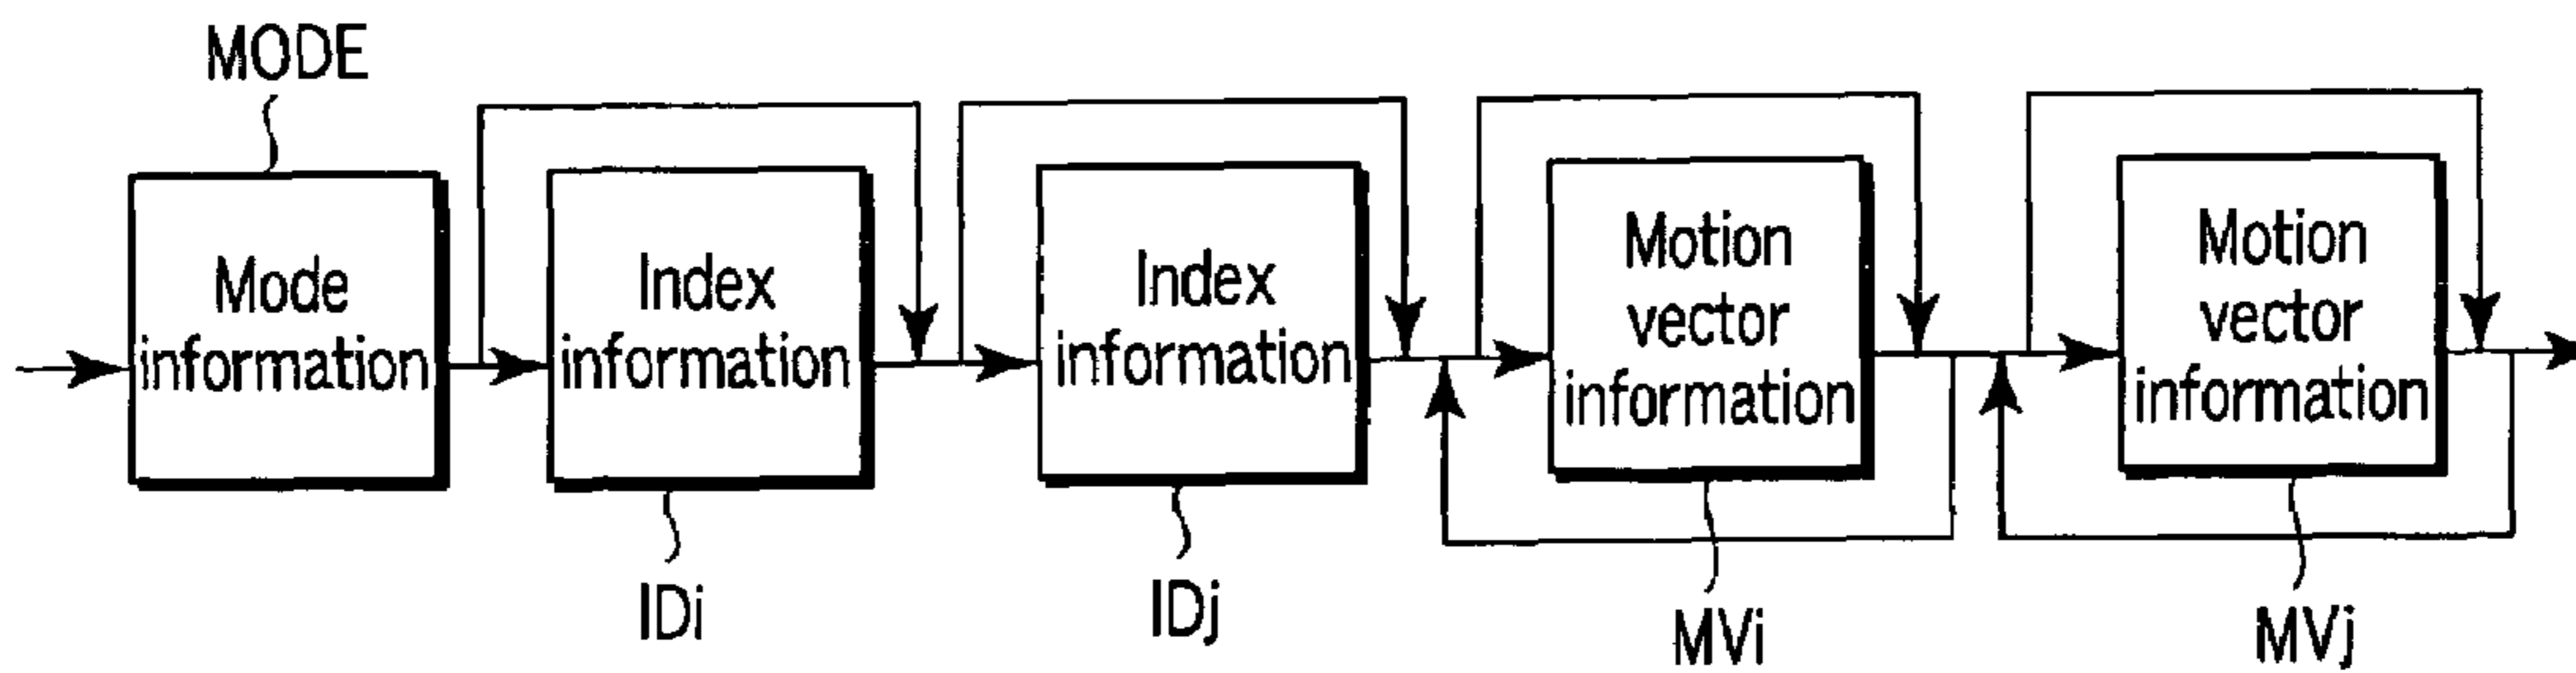 MODE
Mode
information
Index
information
Index
information
Motion
vector
information
Motion
vector
information
IDi
IDj
MVi
MVj